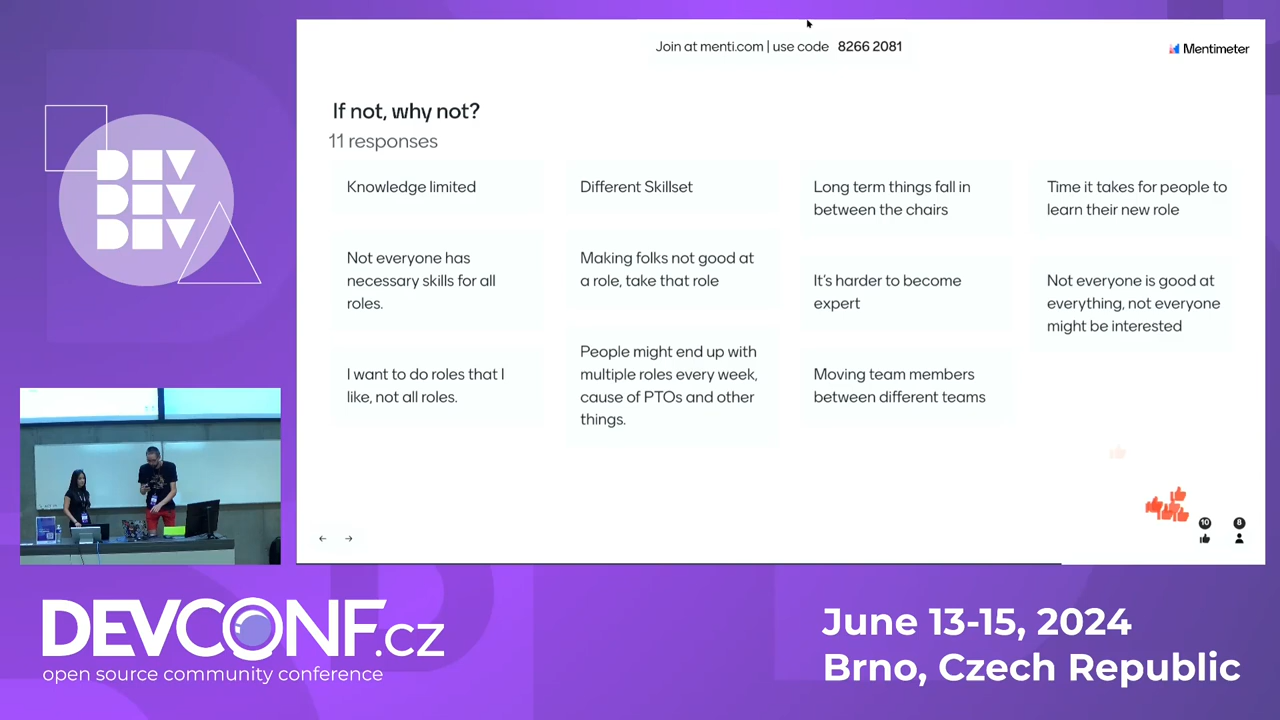 Join at menti.com | use code 8266 2081
Mentimeter
If not, why not?
11 responses
Knowledge limited
Not everyone has
necessary skills for all
roles.
I want to do roles that I
like, not all roles.
Different Skillset
Making folks not good at
a role, take that role
People might end up with
multiple roles every week,
cause of PTOs and other
things.
Long term things fall in
between the chairs
It's harder to become
expert
Moving team members
between different teams
Time it takes for people to
learn their new role
Not everyone is good at
everything, not everyone
might be interested
10
8
DEV
DEV
DEV
DEVCONF.cz
open source community conference
June 13-15, 2024
Brno, Czech Republic